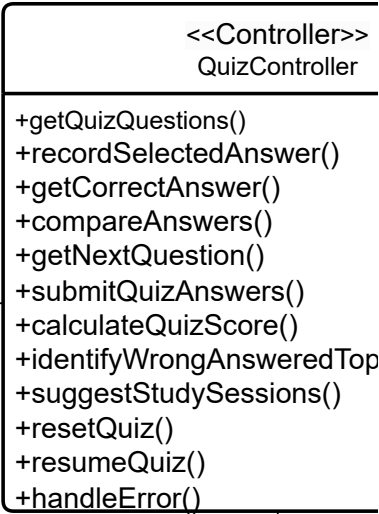 <<Controller>>
QuizController
+getQuizQuestions()
+recordSelectedAnswer()
+getCorrectAnswer()
+compareAnswers()
+getNextQuestion()
+submitQuizAnswers()
+calculateQuizScore()
+identifyWrongAnsweredTop
+suggestStudySessions()
+resetQuiz()
+resumeQuiz()
+handleError()